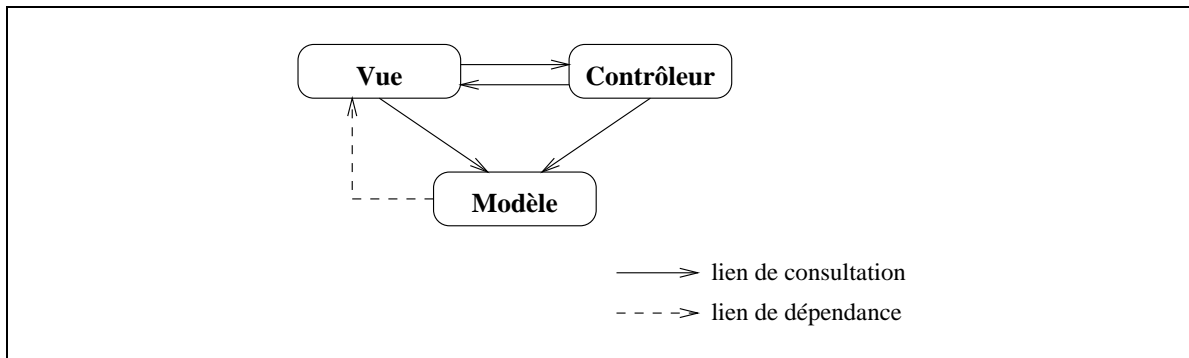 Vue
Contrôleur
Modèle
lien de consultation
lien de dépendance